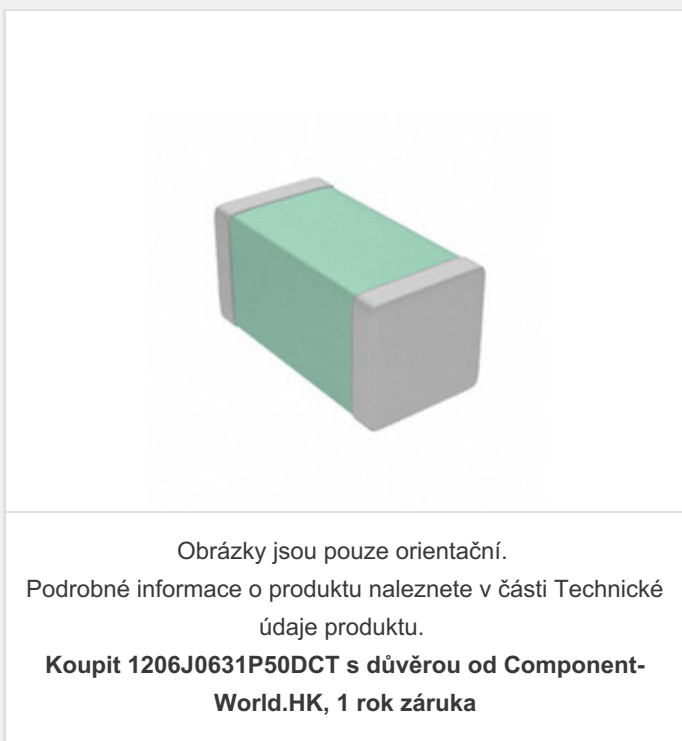 Obrázky jsou pouze orientační.
Podrobné informace o produktu naleznete v části Technické
údaje produktu.
Koupit 1206J0631P50DCT s důvěrou od Component-
World.HK, 1 rok záruka